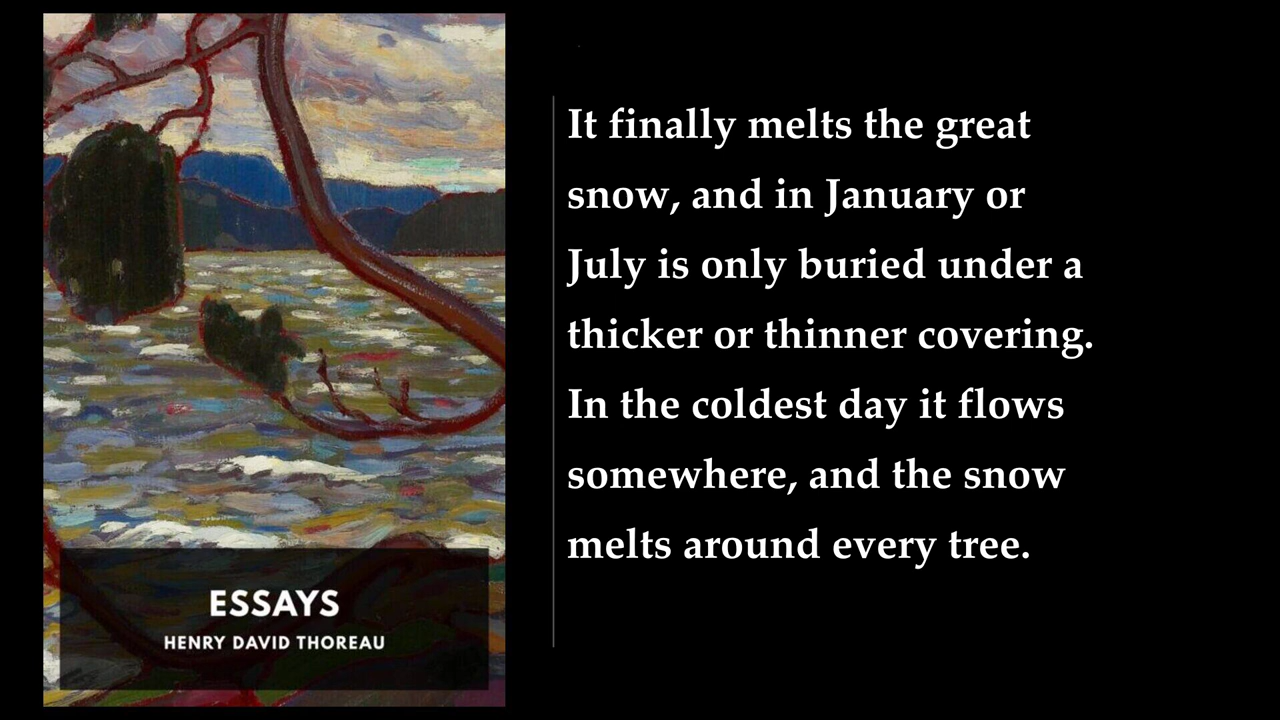 It finally melts the great
snow, and in January or
July is only buried under a
thicker or thinner covering.
In the coldest day it flows
somewhere, and the snow
melts around every tree.
ESSAYS
HENRY DAVID THOREAU